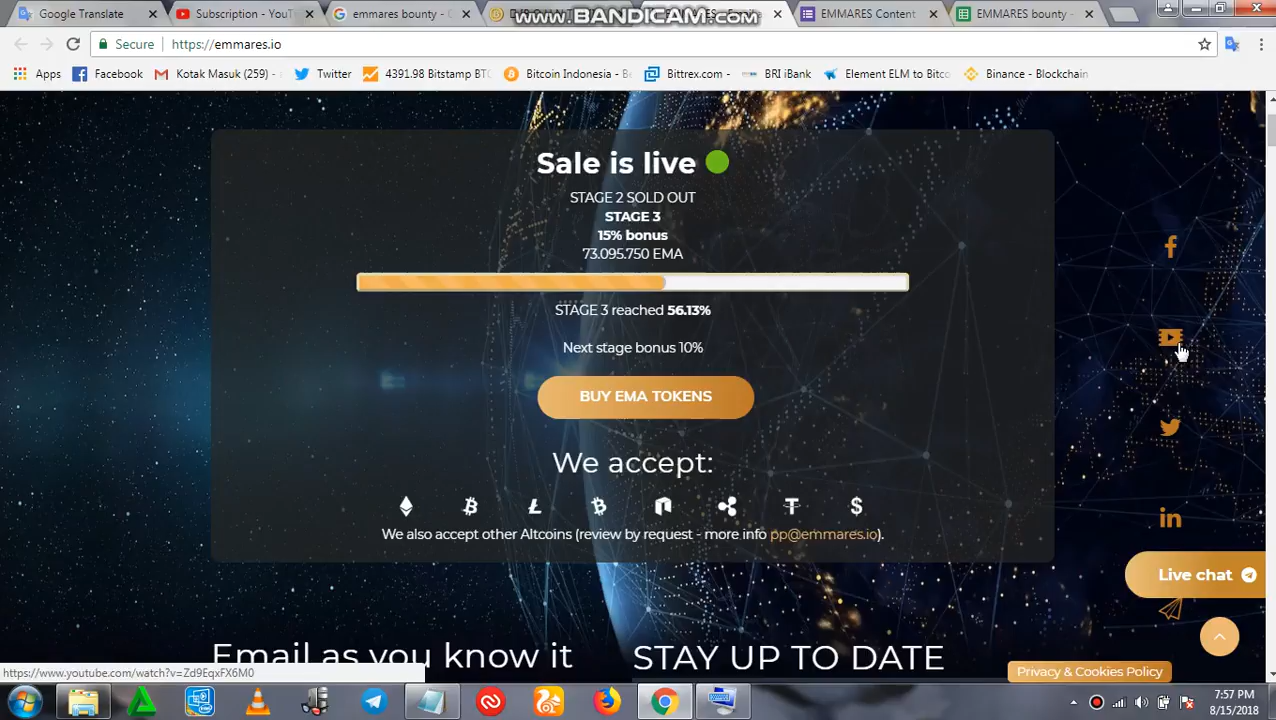 Google Transl
Subscription - YouT
emmares bounty -
EMMARES Content
EMMARES bounty
www.BANDICAM.com
Secure
https://emmares.io
Apps
Facebook
Kotak Masuk (259) -
Twitter
4391.98 Bitstamp BTC
Bitcoin Indonesia - Be
Bittrex.com -
BRI iBank
Element ELM to Bitco
Binance - Blockchain
Sale is live
STAGE 2 SOLD OUT
STAGE 3
15% bonus
73.095.750 EMA
STAGE 3 reached 56.13%
Next stage bonus 10%
BUY EMA TOKENS
We accept:
We also accept other Altcoins (review by request - more info pp@emmares.io).
Live chat
Email as you know it
STAY UP TO DATE
https://www.youtube.com/watch?v=Zd9EqxFX6M0
Privacy & Cookies Policy
7:57 PM
8/15/2018